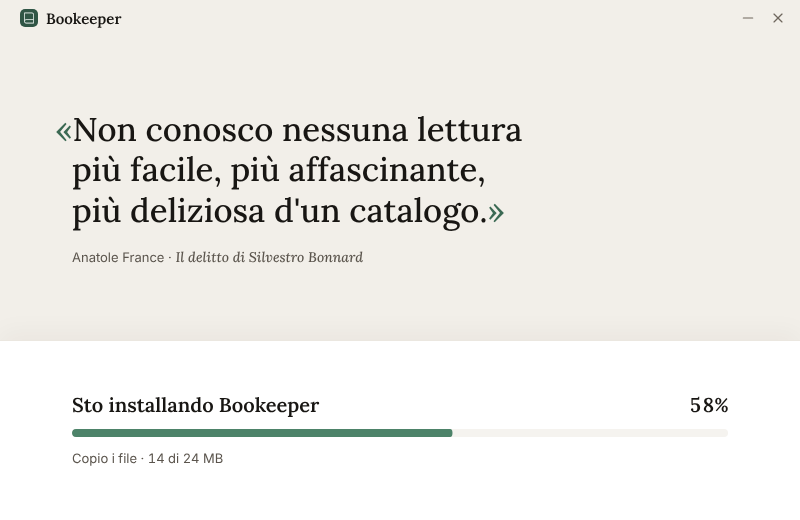 Bookeeper
«Non conosco nessuna lettura
più facile, più affascinante,
più deliziosa d'un catalogo.»
Anatole France · Il delitto di Silvestro Bonnard
Sto installando Bookeeper 58%
Copio i file · 14 di 24 MB